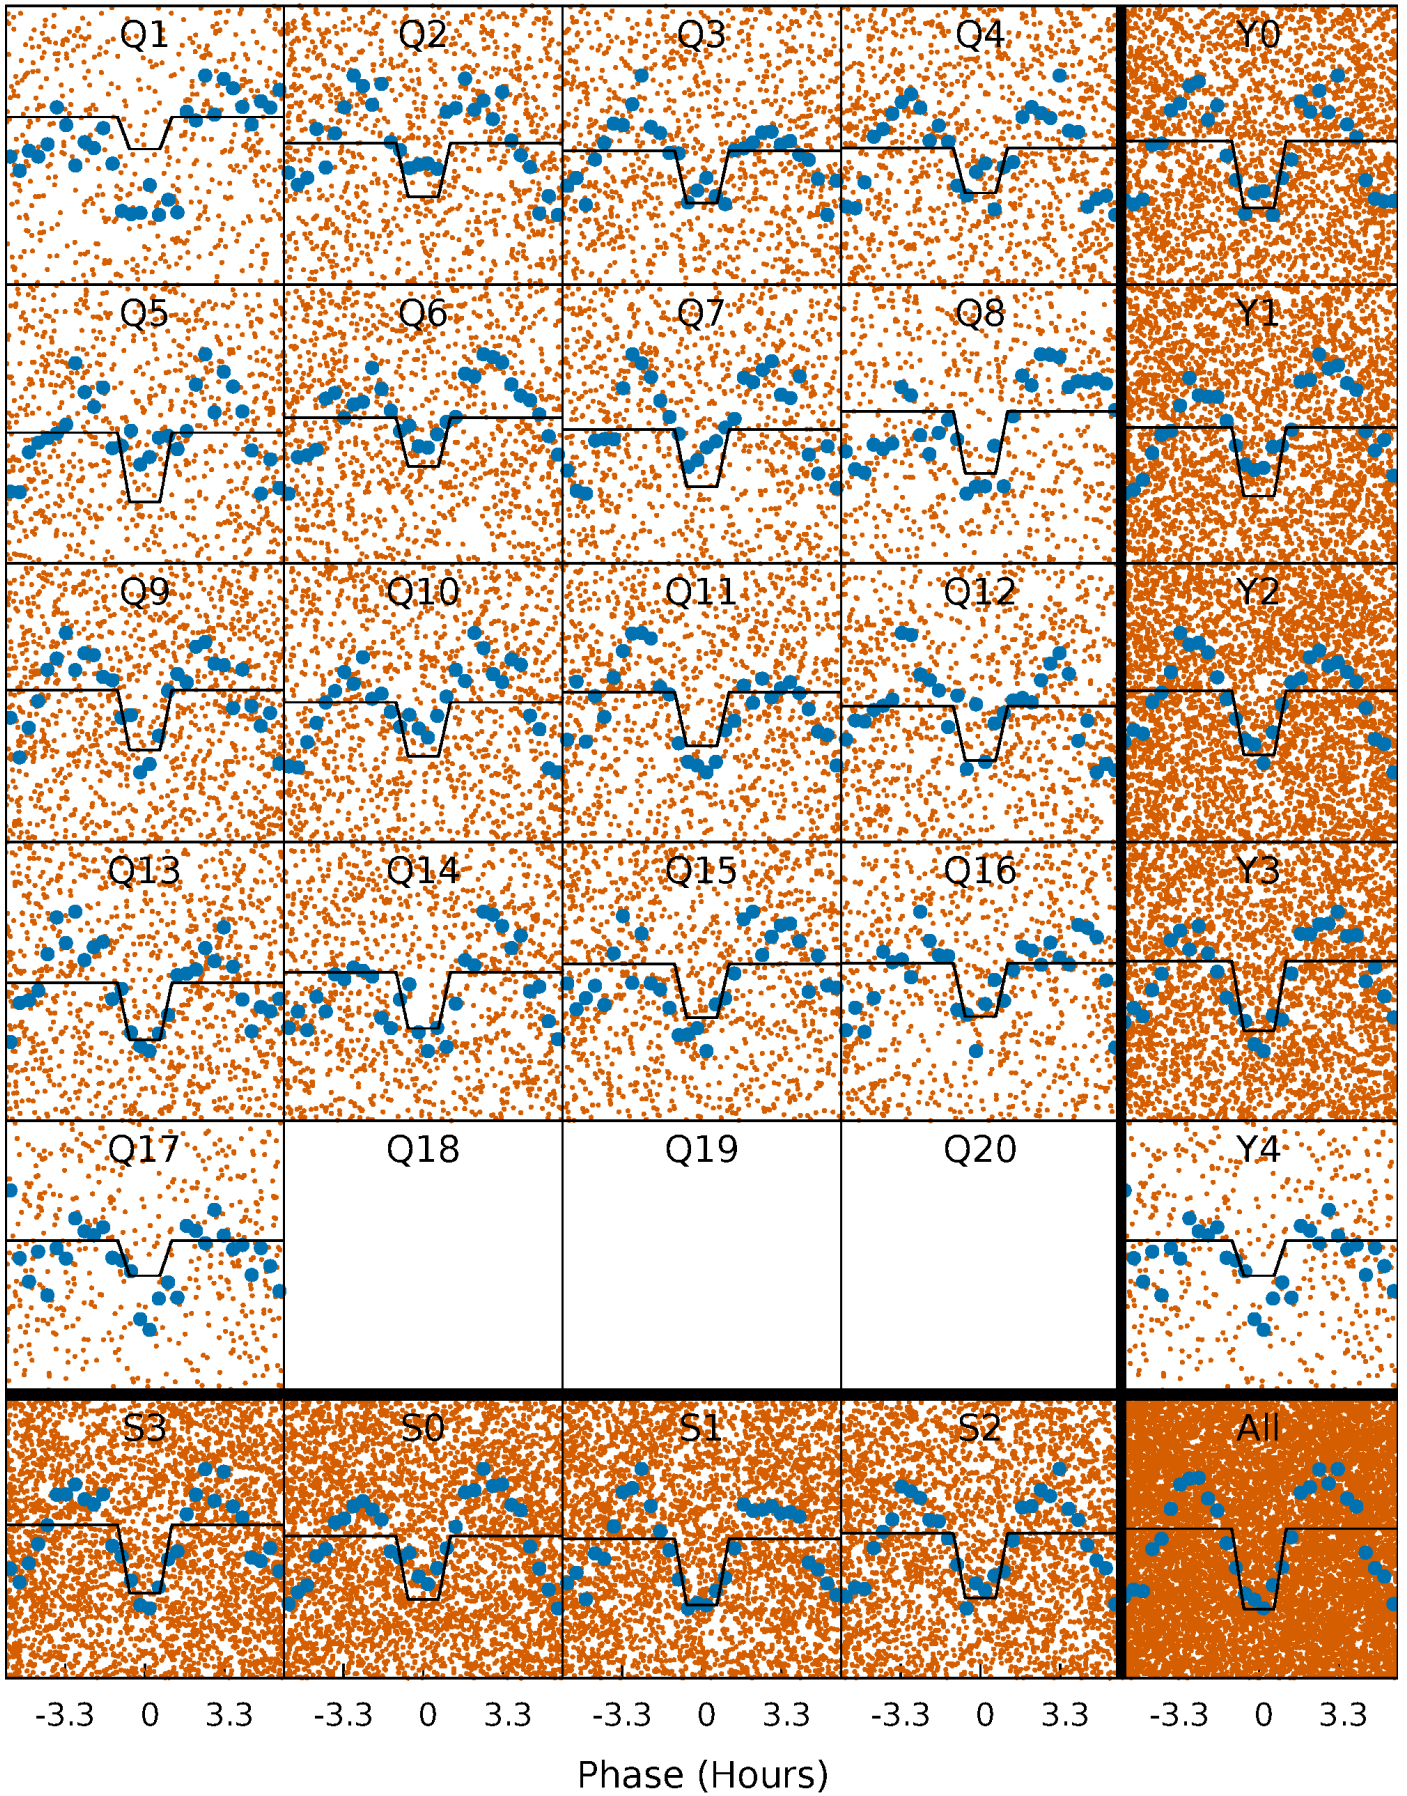 Q1 Q2 Q3 Q4 Y0
Q5 Q6 Q7 Q8 Y1
Q9 Q10 Q11 Q12 Y2
Q13 Q14 Q15 Q16 Y3
Q17 Q18 Q19 Q20 Y4
S3 S0 S1 S2 All
-3.3 0 3.3 -3.3 0 3.3 -3.3 0 3.3 -3.3 0 3.3 -3.3 0 3.3
Phase (Hours)